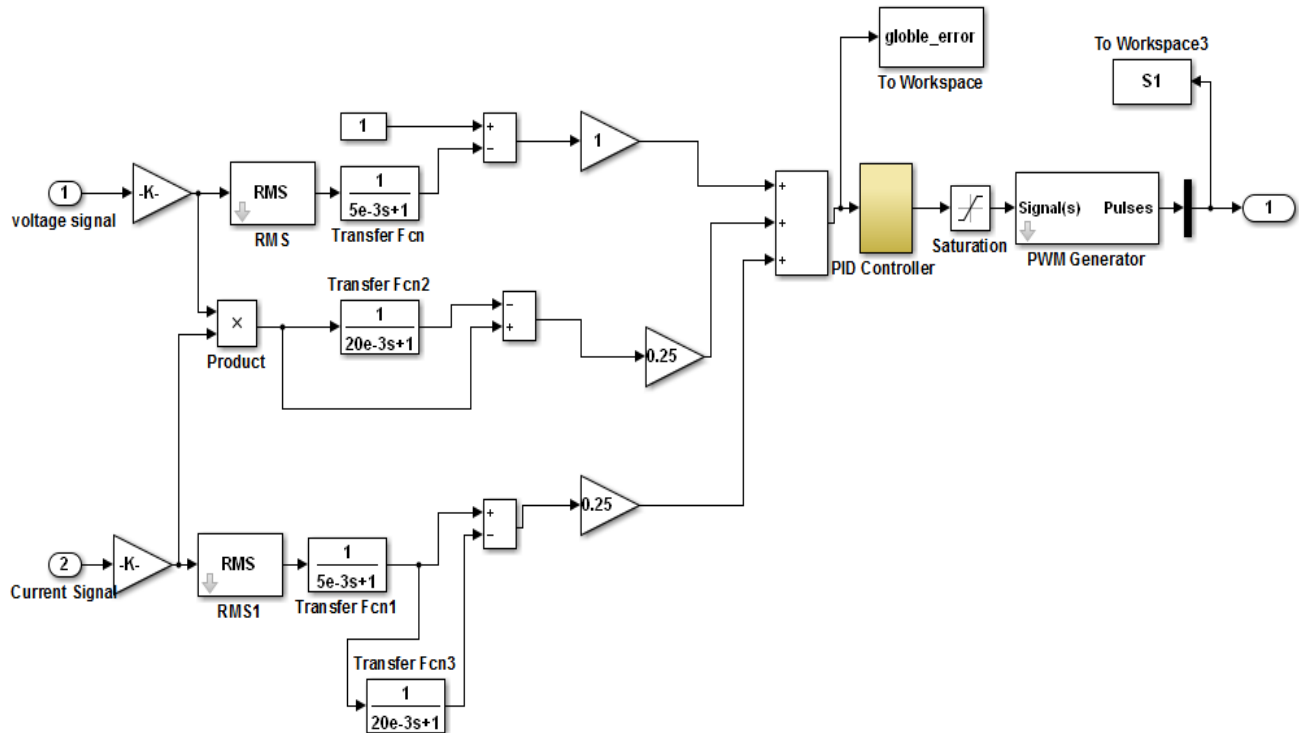 globle_error
To Workspace
To Workspace3
S1
1
+
−
1
1
voltage signal
-K-
RMS
RMS
1
5e-3s+1
Transfer Fcn
+
+
+
PID Controller
Saturation
Signal(s) Pulses
PWM Generator
1
Transfer Fcn2
1
20e-3s+1
−
+
×
Product
0.25
0.25
+
−
2
Current Signal
-K-
RMS
RMS1
1
5e-3s+1
Transfer Fcn1
Transfer Fcn3
1
20e-3s+1